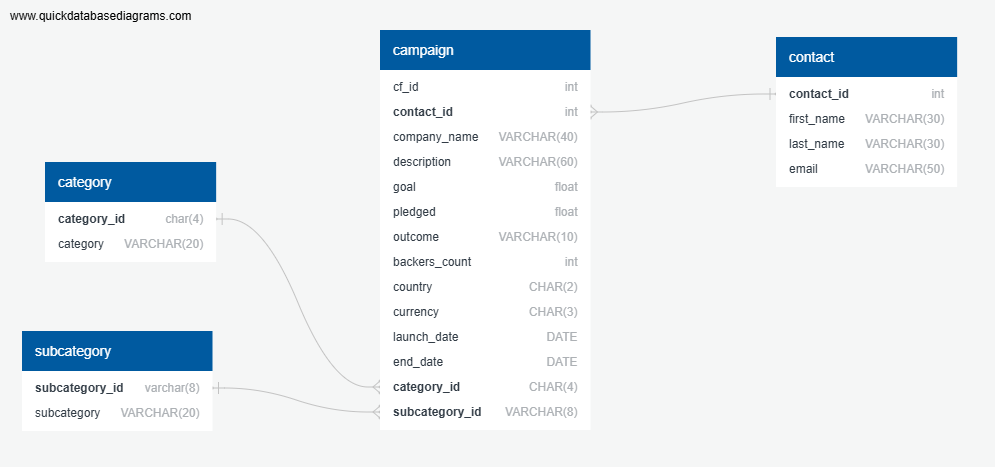 www.quickdatabasediagrams.com
campaign
cf_id int
contact_id int
company_name VARCHAR(40)
description VARCHAR(60)
goal float
pledged float
outcome VARCHAR(10)
backers_count int
country CHAR(2)
currency CHAR(3)
launch_date DATE
end_date DATE
category_id CHAR(4)
subcategory_id VARCHAR(8)
contact
contact_id int
first_name VARCHAR(30)
last_name VARCHAR(30)
email VARCHAR(50)
category
category_id char(4)
category VARCHAR(20)
subcategory
subcategory_id varchar(8)
subcategory VARCHAR(20)